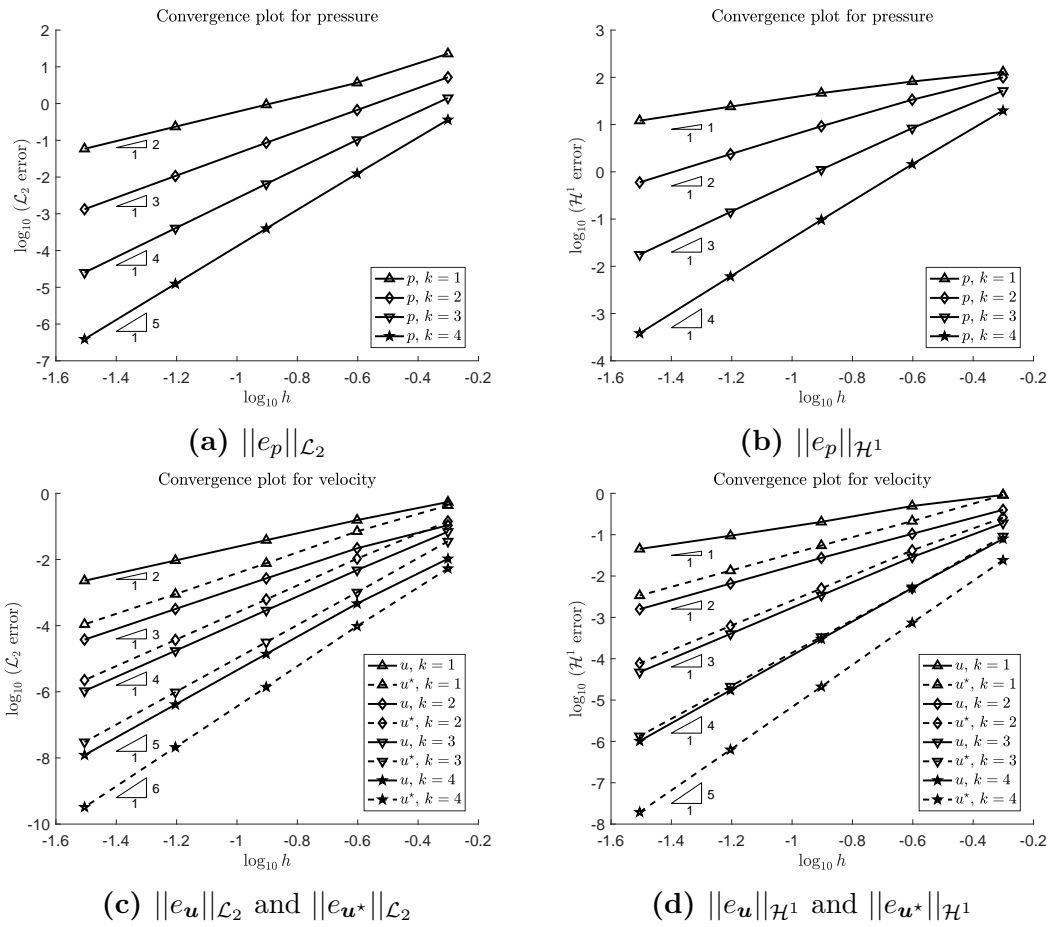 Convergence plot for pressure
2
1
0
-1
-2
-3
-4
-5
-6
-7
log₁₀ (ℒ₂ error)
2
1
3
1
4
1
5
1
p, k = 1
p, k = 2
p, k = 3
p, k = 4
-1.6 -1.4 -1.2 -1 -0.8 -0.6 -0.4 -0.2
log₁₀ h
(a) ||eₚ||ℒ₂
Convergence plot for pressure
3
2
1
0
-1
-2
-3
-4
log₁₀ (ℋ¹ error)
1
1
2
1
3
1
4
1
p, k = 1
p, k = 2
p, k = 3
p, k = 4
-1.6 -1.4 -1.2 -1 -0.8 -0.6 -0.4 -0.2
log₁₀ h
(b) ||eₚ||ℋ¹
Convergence plot for velocity
0
-2
-4
-6
-8
-10
log₁₀ (ℒ₂ error)
2
1
3
1
4
1
5
1
6
1
u, k = 1
u⋆, k = 1
u, k = 2
u⋆, k = 2
u, k = 3
u⋆, k = 3
u, k = 4
u⋆, k = 4
-1.6 -1.4 -1.2 -1 -0.8 -0.6 -0.4 -0.2
log₁₀ h
(c) ||e𝒖||ℒ₂ and ||e𝒖⋆||ℒ₂
Convergence plot for velocity
0
-1
-2
-3
-4
-5
-6
-7
-8
log₁₀ (ℋ¹ error)
1
1
2
1
3
1
4
1
5
1
u, k = 1
u⋆, k = 1
u, k = 2
u⋆, k = 2
u, k = 3
u⋆, k = 3
u, k = 4
u⋆, k = 4
-1.6 -1.4 -1.2 -1 -0.8 -0.6 -0.4 -0.2
log₁₀ h
(d) ||e𝒖||ℋ¹ and ||e𝒖⋆||ℋ¹